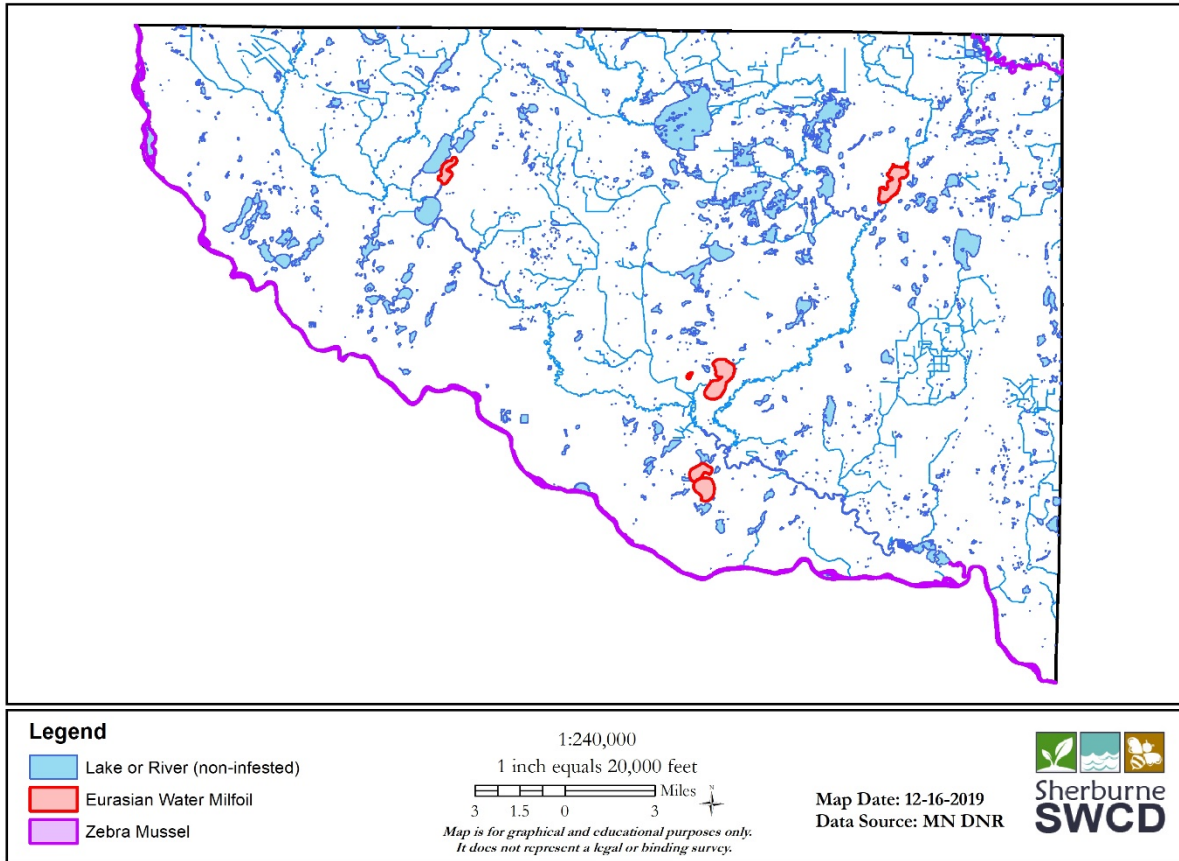 Legend
Lake or River (non-infested)
Eurasian Water Milfoil
Zebra Mussel
1:240,000
1 inch equals 20,000 feet
Miles
3 1.5 0 3
N
Map is for graphical and educational purposes only.
It does not represent a legal or binding survey.
Map Date: 12-16-2019
Data Source: MN DNR
Sherburne
SWCD